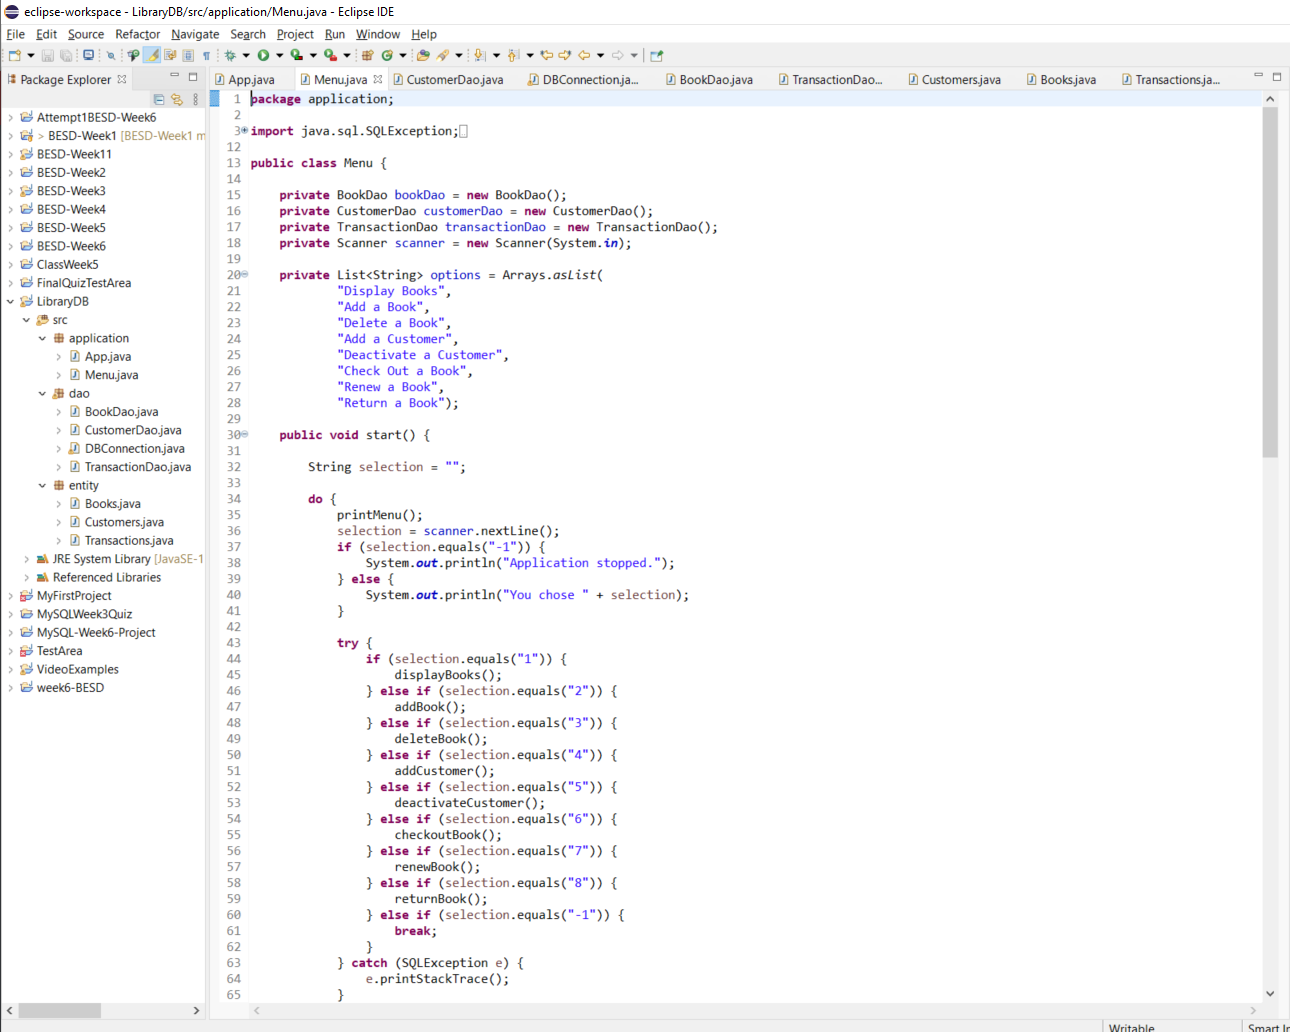 eclipse-workspace - LibraryDB/src/application/Menu.java - Eclipse IDE
File Edit Source Refactor Navigate Search Project Run Window Help
Package Explorer
App.java Menu.java CustomerDao.java DBConnection.ja... BookDao.java TransactionDao... Customers.java Books.java Transactions.ja...
Attempt1BESD-Week6
> BESD-Week1 [BESD-Week1 m
BESD-Week11
BESD-Week2
BESD-Week3
BESD-Week4
BESD-Week5
BESD-Week6
ClassWeek5
FinalQuizTestArea
LibraryDB
src
application
App.java
Menu.java
dao
BookDao.java
CustomerDao.java
DBConnection.java
TransactionDao.java
entity
Books.java
Customers.java
Transactions.java
JRE System Library [JavaSE-1
Referenced Libraries
MyFirstProject
MySQLWeek3Quiz
MySQL-Week6-Project
TestArea
VideoExamples
week6-BESD
1 package application;
2
3 import java.sql.SQLException;
12
13 public class Menu {
14
15 private BookDao bookDao = new BookDao();
16 private CustomerDao customerDao = new CustomerDao();
17 private TransactionDao transactionDao = new TransactionDao();
18 private Scanner scanner = new Scanner(System.in);
19
20 private List<String> options = Arrays.asList(
21 "Display Books",
22 "Add a Book",
23 "Delete a Book",
24 "Add a Customer",
25 "Deactivate a Customer",
26 "Check Out a Book",
27 "Renew a Book",
28 "Return a Book");
29
30 public void start() {
31
32 String selection = "";
33
34 do {
35 printMenu();
36 selection = scanner.nextLine();
37 if (selection.equals("-1")) {
38 System.out.println("Application stopped.");
39 } else {
40 System.out.println("You chose " + selection);
41 }
42
43 try {
44 if (selection.equals("1")) {
45 displayBooks();
46 } else if (selection.equals("2")) {
47 addBook();
48 } else if (selection.equals("3")) {
49 deleteBook();
50 } else if (selection.equals("4")) {
51 addCustomer();
52 } else if (selection.equals("5")) {
53 deactivateCustomer();
54 } else if (selection.equals("6")) {
55 checkoutBook();
56 } else if (selection.equals("7")) {
57 renewBook();
58 } else if (selection.equals("8")) {
59 returnBook();
60 } else if (selection.equals("-1")) {
61 break;
62 }
63 } catch (SQLException e) {
64 e.printStackTrace();
65 }
Writable Smart In